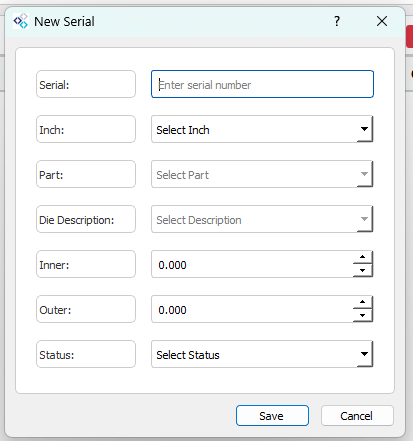 New Serial
?
Serial:
Enter serial number
Inch:
Select Inch
Part:
Select Part
Die Description:
Select Description
Inner:
0.000
Outer:
0.000
Status:
Select Status
Save
Cancel